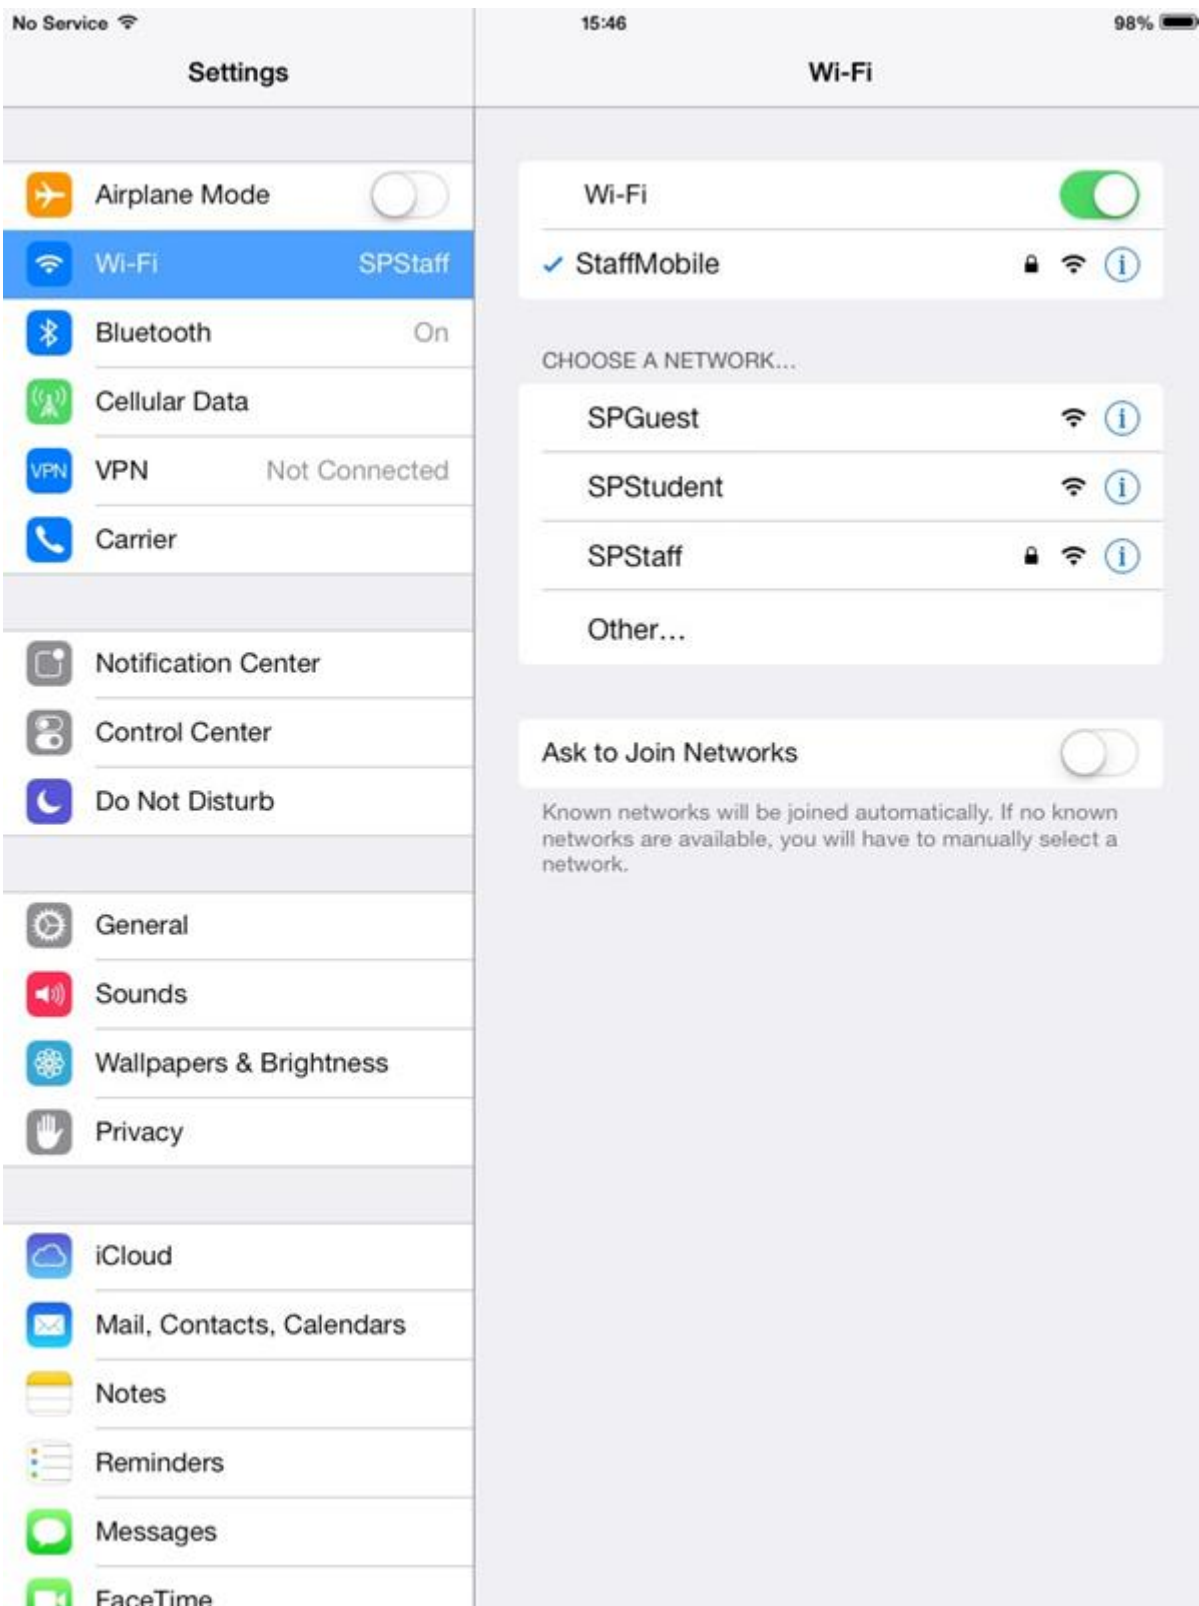 No Service
15:46
98%
Settings
Wi-Fi
Airplane Mode
Wi-Fi SPStaff
Bluetooth On
Cellular Data
VPN VPN Not Connected
Carrier
Notification Center
Control Center
Do Not Disturb
General
Sounds
Wallpapers & Brightness
Privacy
iCloud
Mail, Contacts, Calendars
Notes
Reminders
Messages
FaceTime
Wi-Fi
StaffMobile
CHOOSE A NETWORK...
SPGuest
SPStudent
SPStaff
Other...
Ask to Join Networks
Known networks will be joined automatically. If no known
networks are available, you will have to manually select a
network.